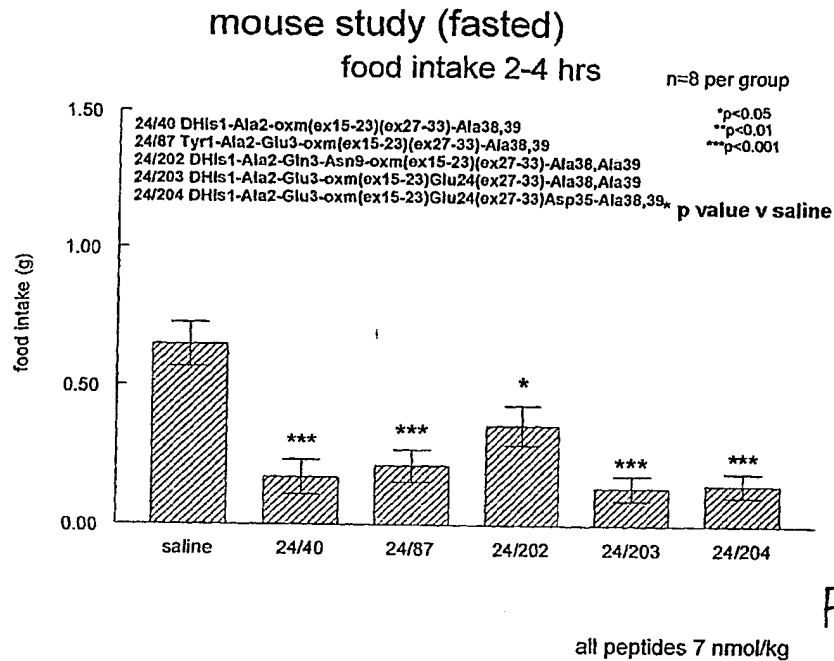 mouse study (fasted)
food intake 2-4 hrs
n=8 per group
*p<0.05
**p<0.01
***p<0.001
24/40 DHis1-Ala2-oxm(ex15-23)(ex27-33)-Ala38,39
24/87 Tyr1-Ala2-Glu3-oxm(ex15-23)(ex27-33)-Ala38,39
24/202 DHis1-Ala2-Gln3-Asn9-oxm(ex15-23)(ex27-33)-Ala38,Ala39
24/203 DHis1-Ala2-Glu3-oxm(ex15-23)Glu24(ex27-33)-Ala38,Ala39
24/204 DHis1-Ala2-Glu3-oxm(ex15-23)Glu24(ex27-33)Asp35-Ala38,39
* p value v saline
food intake (g)
1.50
1.00
0.50
0.00
***
***
*
***
***
saline 24/40 24/87 24/202 24/203 24/204
all peptides 7 nmol/kg